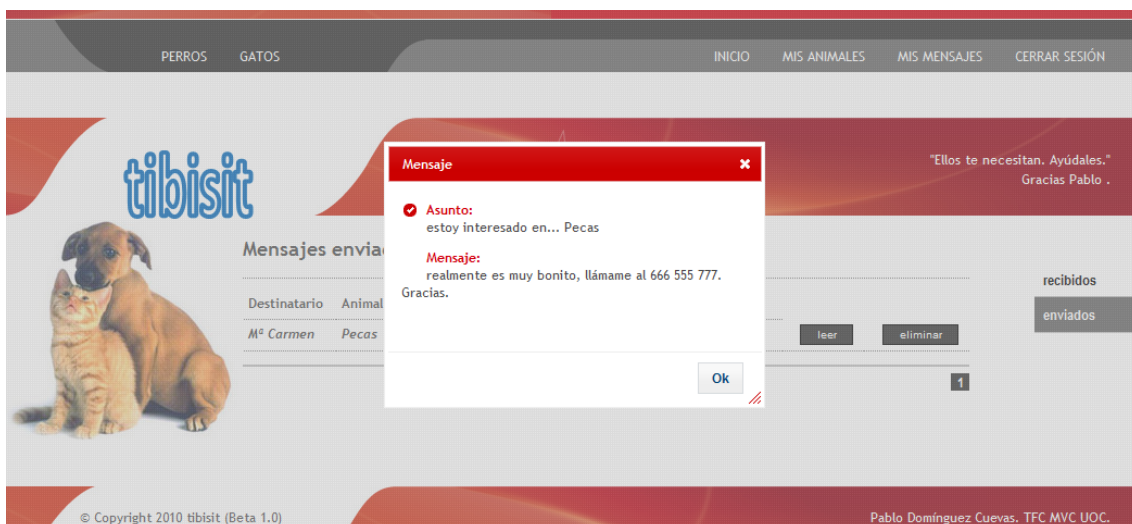 PERROS GATOS INICIO MIS ANIMALES MIS MENSAJES CERRAR SESIÓN
tibisit
"Ellos te necesitan. Ayúdales."
Gracias Pablo .
Mensaje
Asunto:
estoy interesado en... Pecas
Mensaje:
realmente es muy bonito, llámame al 666 555 777.
Gracias.
Ok
Mensajes
Destinatario Animal
Mª Carmen Pecas leer eliminar
1
recibidos
enviados
© Copyright 2010 tibisit (Beta 1.0) Pablo Domínguez Cuevas. TFC MVC UOC.